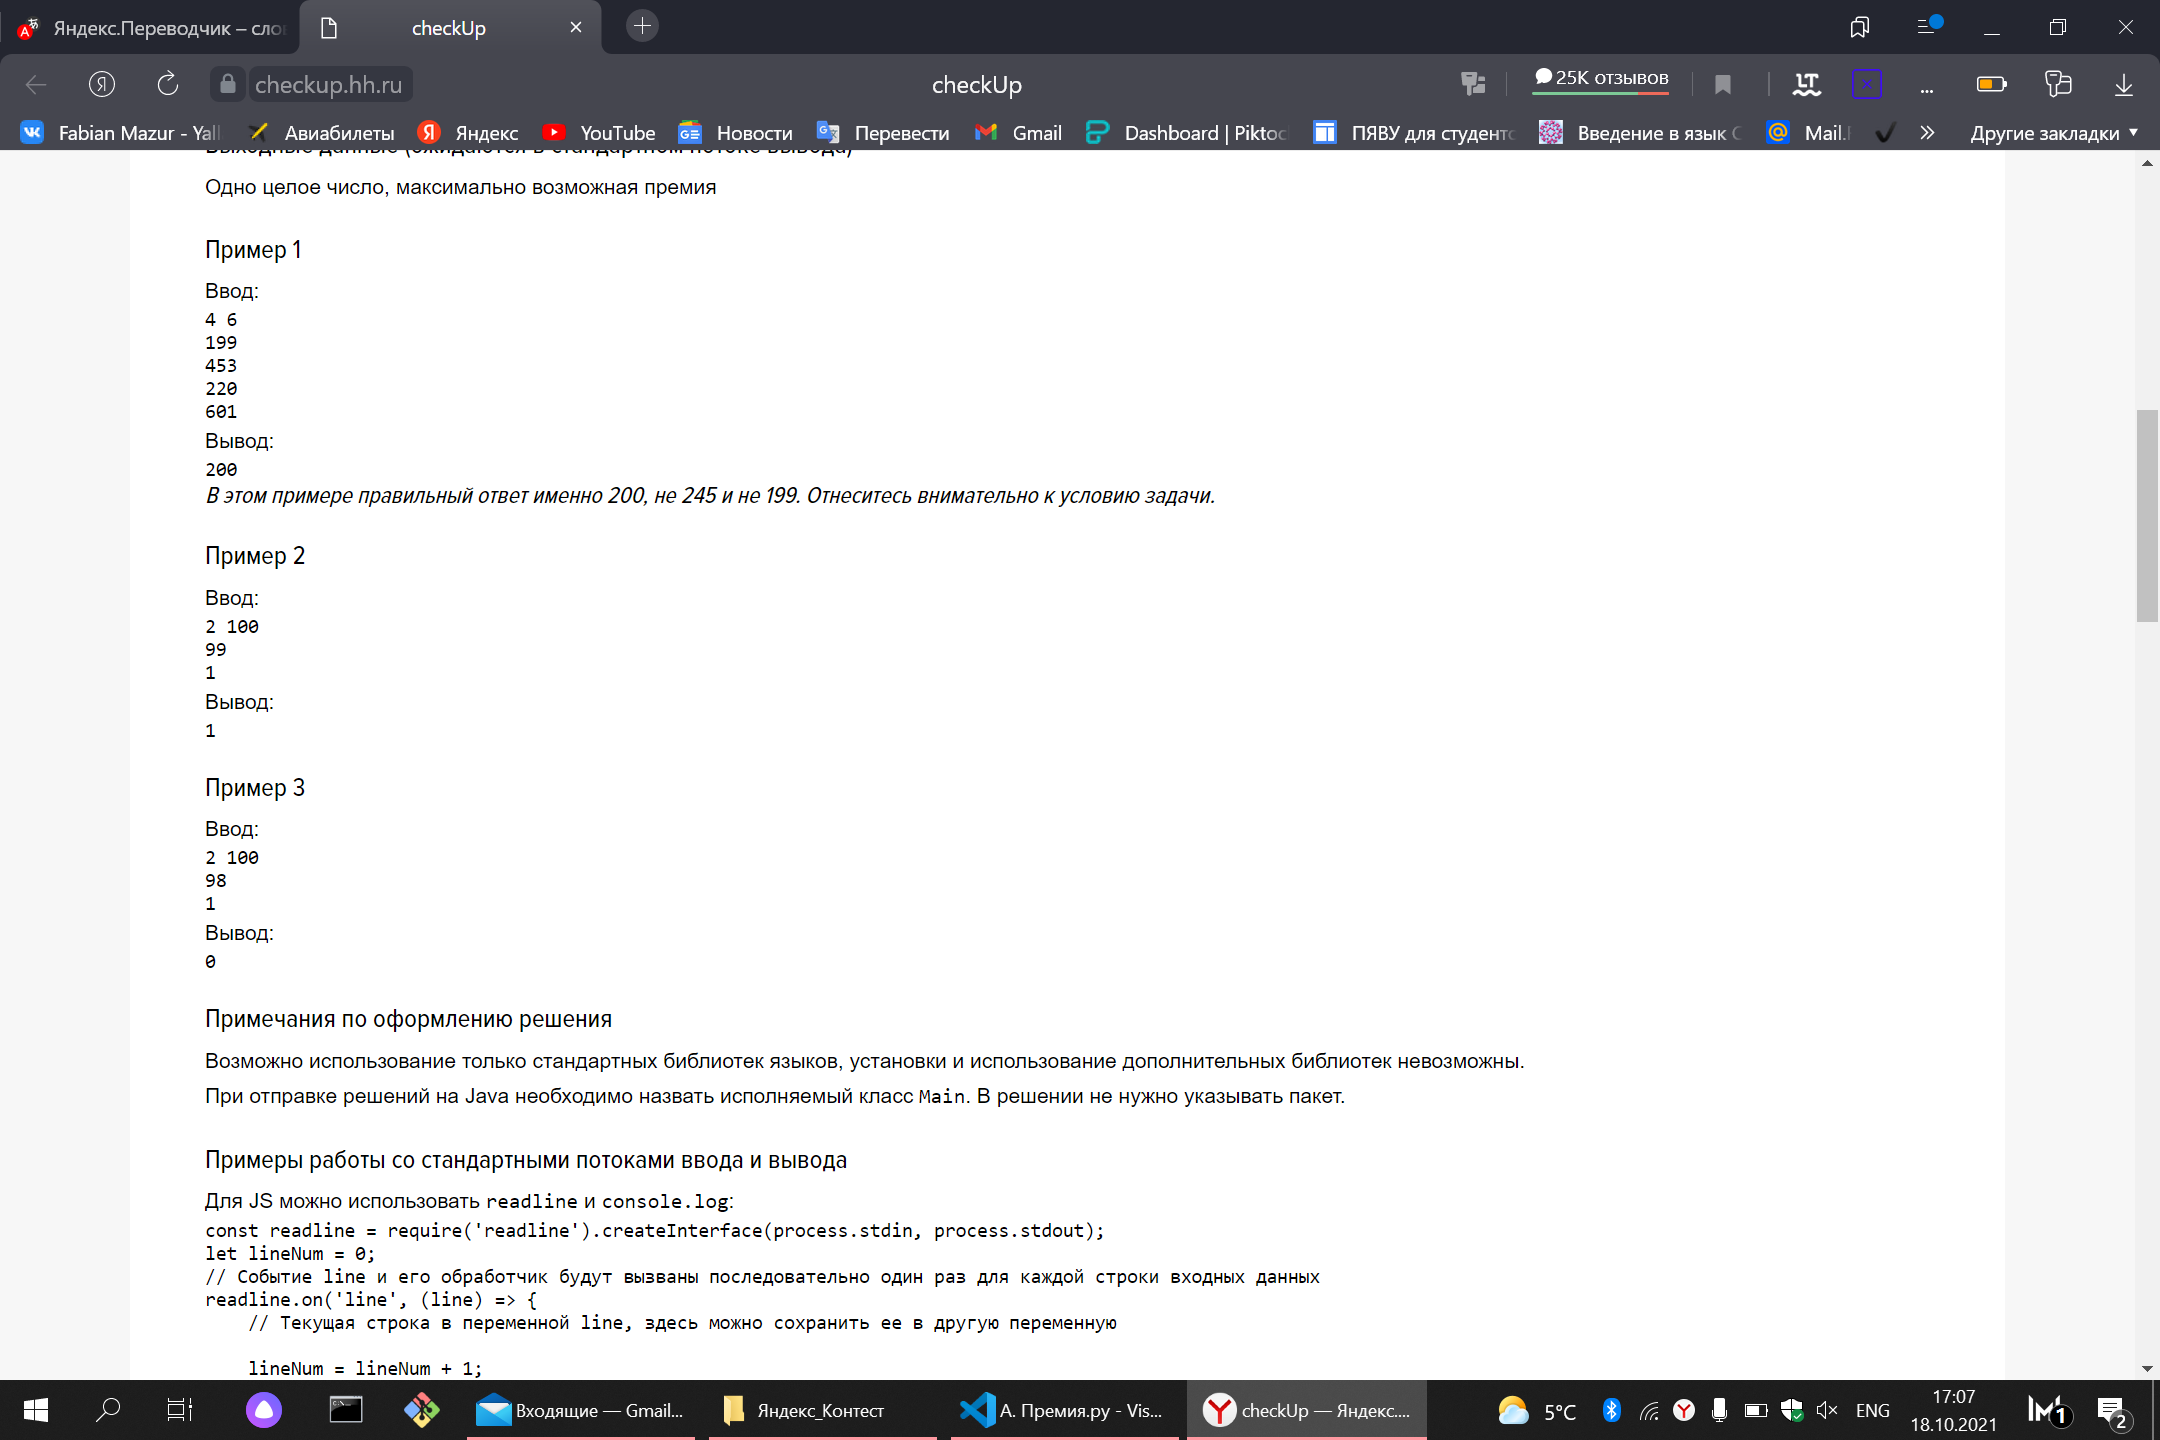 Яндекс.Переводчик – сло
checkUp
checkup.hh.ru
checkUp
25K отзывов
Fabian Mazur - Yal
Авиабилеты
Яндекс
YouTube
Новости
Перевести
Gmail
Dashboard | Piktoc
ПЯВУ для студент
Введение в язык С
Mail.
Другие закладки
Выходные данные (ожидаются в стандартном потоке вывода)
Одно целое число, максимально возможная премия
Пример 1
Ввод:
4 6
199
453
220
601
Вывод:
200
В этом примере правильный ответ именно 200, не 245 и не 199. Отнеситесь внимательно к условию задачи.
Пример 2
Ввод:
2 100
99
1
Вывод:
1
Пример 3
Ввод:
2 100
98
1
Вывод:
0
Примечания по оформлению решения
Возможно использование только стандартных библиотек языков, установки и использование дополнительных библиотек невозможны.
При отправке решений на Java необходимо назвать исполняемый класс Main. В решении не нужно указывать пакет.
Примеры работы со стандартными потоками ввода и вывода
Для JS можно использовать readline и console.log:
const readline = require('readline').createInterface(process.stdin, process.stdout);
let lineNum = 0;
// Событие line и его обработчик будут вызваны последовательно один раз для каждой строки входных данных
readline.on('line', (line) => {
// Текущая строка в переменной line, здесь можно сохранить ее в другую переменную
lineNum = lineNum + 1;
Входящие — Gmail...
Яндекс_Контест
А. Премия.py - Vis...
checkUp — Яндекс....
5°C
ENG
17:07
18.10.2021
1
2